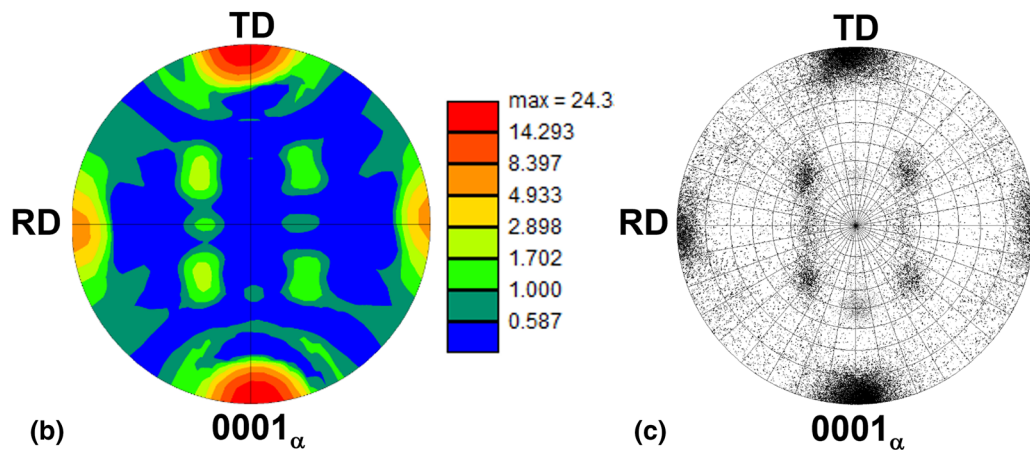 TD
RD
0001α
(b)
max = 24.3
14.293
8.397
4.933
2.898
1.702
1.000
0.587
TD
RD
0001α
(c)